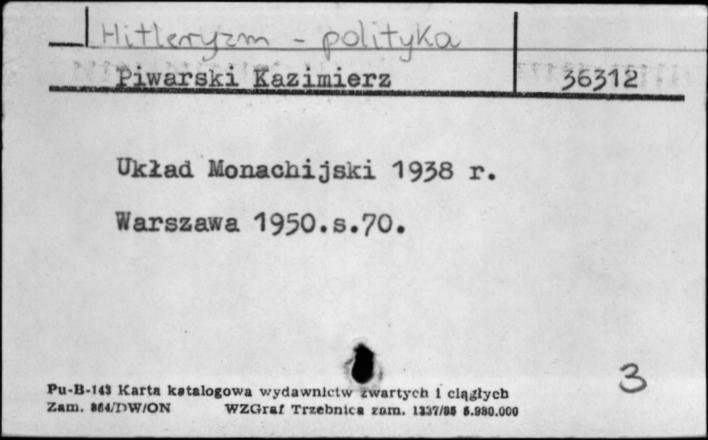 Hitleryzm - polityka
Piwarski Kazimierz 36312
Układ Monachijski 1938 r.
Warszawa 1950.s.70.
3
Pu-B-143 Karta katalogowa wydawnictw zwartych i ciągłych
Zam. 864/DW/ON WZGraf Trzebnica zam. 1337/85 5.980.000